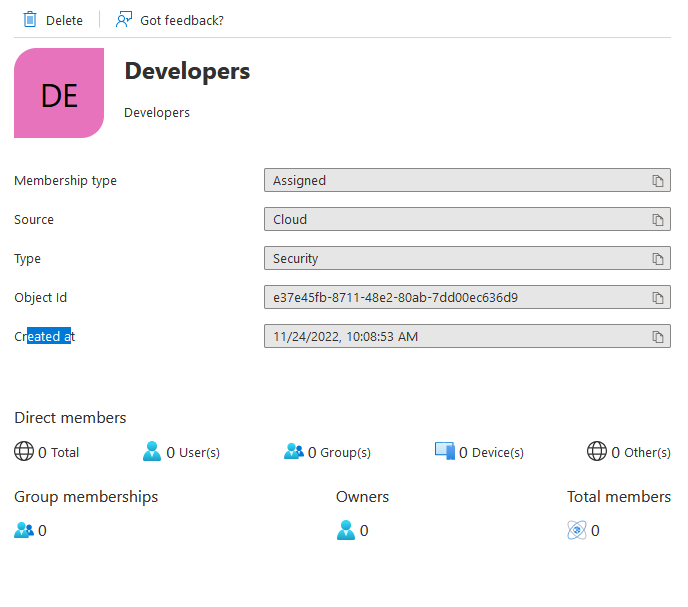 Delete Got feedback?
DE
Developers
Developers
Membership type Assigned
Source Cloud
Type Security
Object Id e37e45fb-8711-48e2-80ab-7dd00ec636d9
Created at 11/24/2022, 10:08:53 AM
Direct members
0 Total 0 User(s) 0 Group(s) 0 Device(s) 0 Other(s)
Group memberships Owners Total members
0 0 0